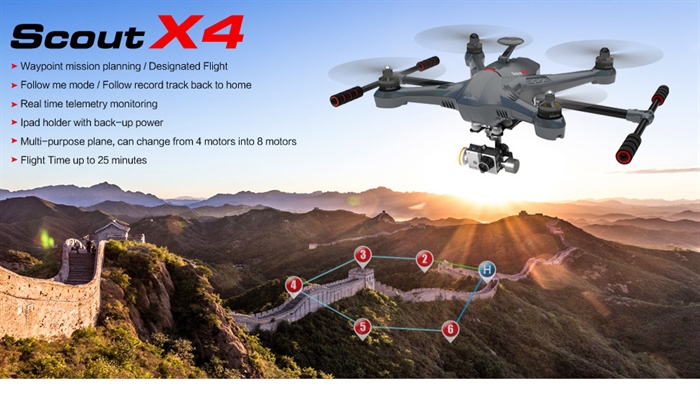 Scout X4
Waypoint mission planning / Designated Flight
Follow me mode / Follow record track back to home
Real time telemetry monitoring
Ipad holder with back-up power
Multi-purpose plane, can change from 4 motors into 8 motors
Flight Time up to 25 minutes
3
2
H
4
5
6